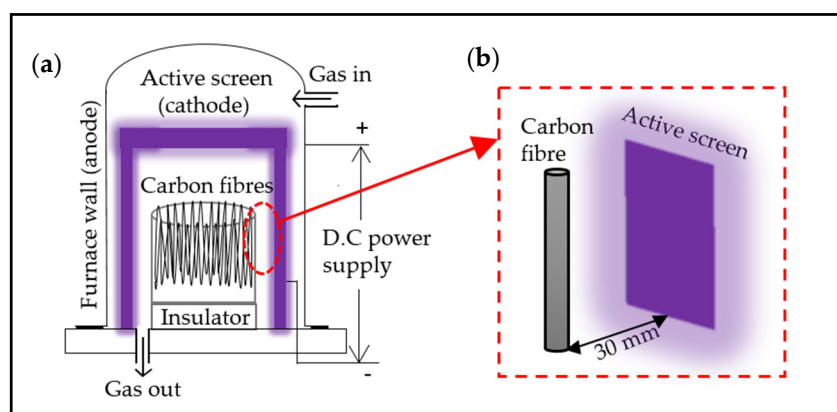 (a)
Active screen
(cathode)
Gas in
Furnace wall (anode)
+
Carbon fibres
D.C power
supply
Insulator
-
Gas out
(b)
Active screen
Carbon
fibre
30 mm